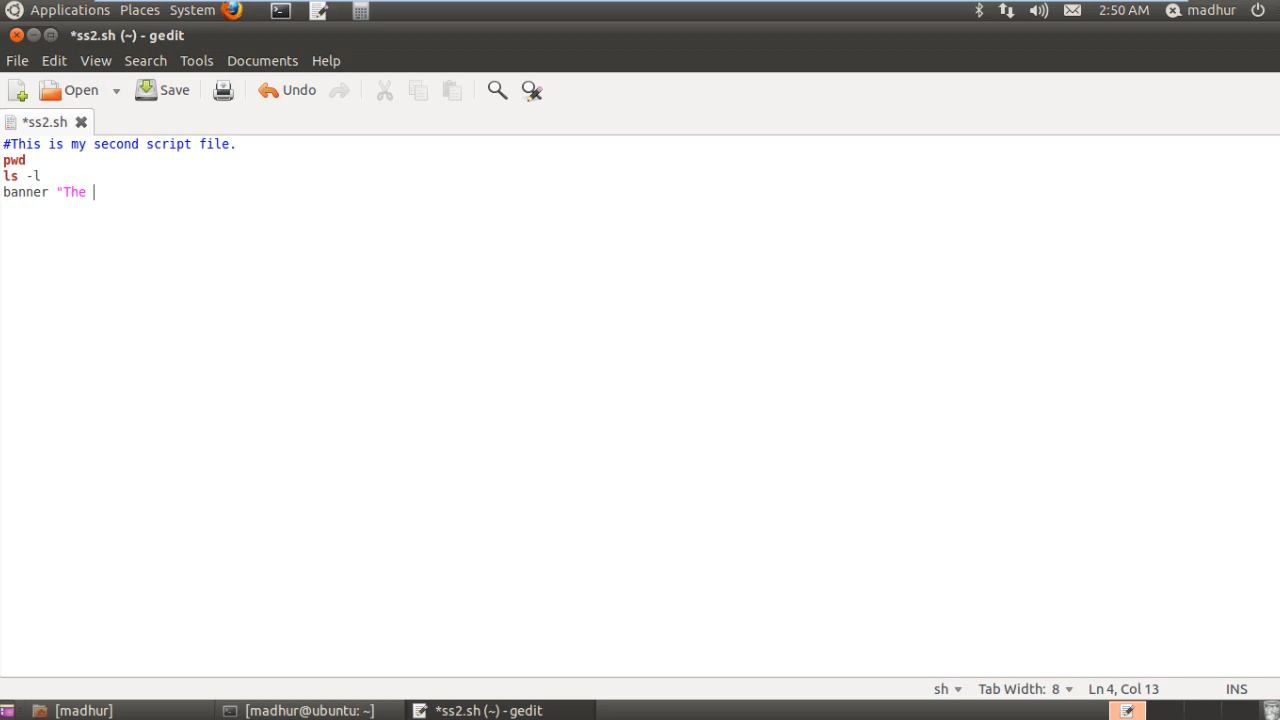 Applications Places System 2:50 AM madhur
*ss2.sh (~) - gedit
File Edit View Search Tools Documents Help
Open Save Undo
*ss2.sh
#This is my second script file.
pwd
ls -l
banner "The
sh Tab Width: 8 Ln 4, Col 13 INS
[madhur] [madhur@ubuntu: ~] *ss2.sh (~) - gedit